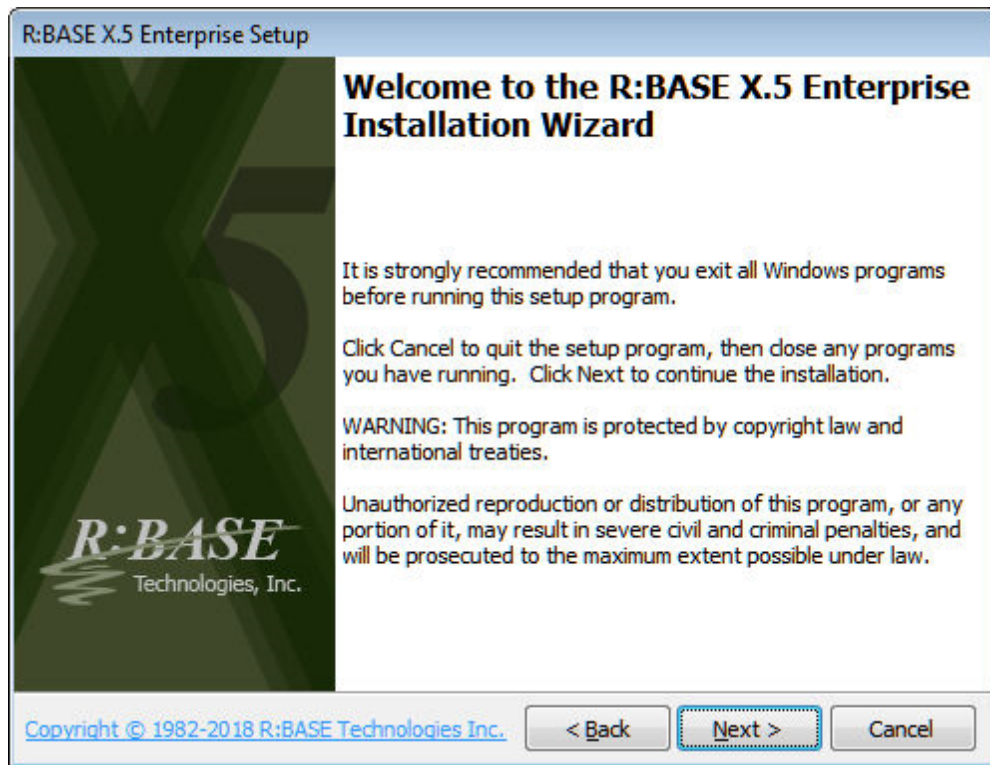 R:BASE X.5 Enterprise Setup
X
5
R:BASE
Technologies, Inc.
Welcome to the R:BASE X.5 Enterprise
Installation Wizard
It is strongly recommended that you exit all Windows programs
before running this setup program.
Click Cancel to quit the setup program, then close any programs
you have running.  Click Next to continue the installation.
WARNING: This program is protected by copyright law and
international treaties.
Unauthorized reproduction or distribution of this program, or any
portion of it, may result in severe civil and criminal penalties, and
will be prosecuted to the maximum extent possible under law.
Copyright © 1982-2018 R:BASE Technologies Inc.
< Back
Next >
Cancel